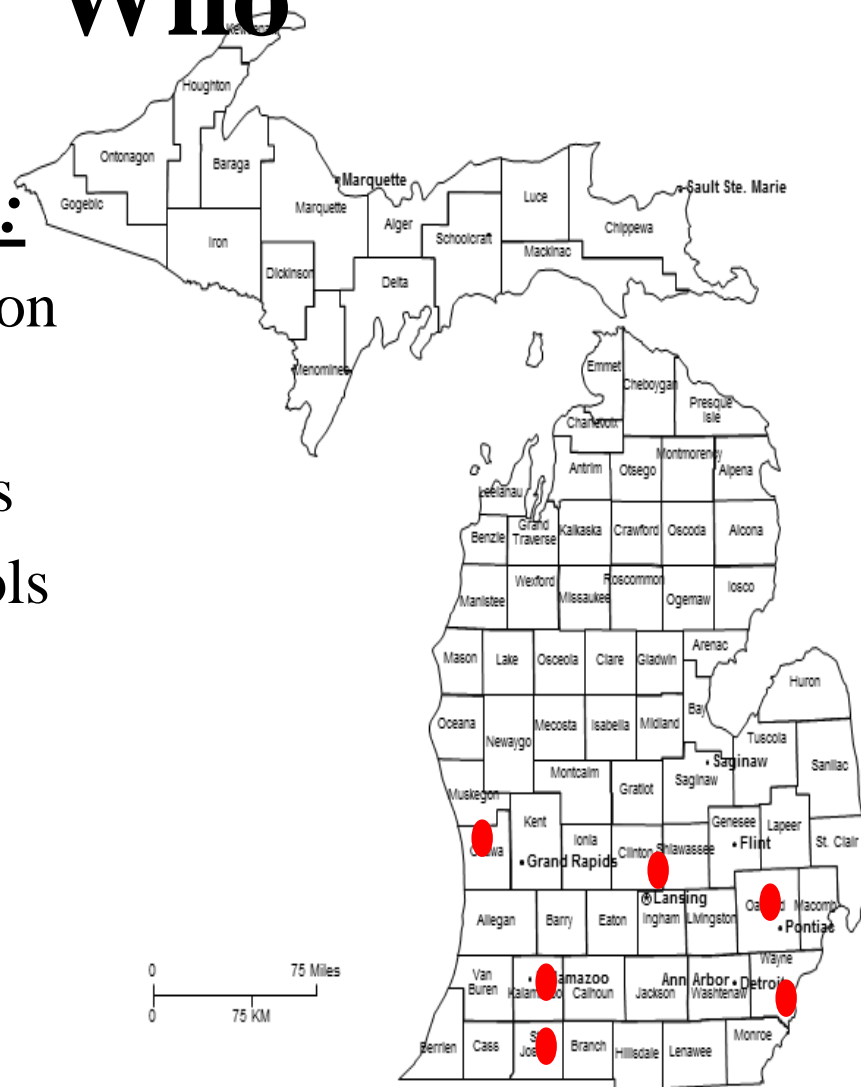 Who
Keweenaw
Houghton
Ontonagon
Baraga
Marquette
Sault Ste. Marie
Gogebic
Marquette
Luce
:
Alger
Chippewa
Iron
Schoolcraft
Mackinac
Dickinson
Delta
on
Menominee
Emmet
Cheboygan
Presque
Isle
Charlevoix
Montmorency
Antrim
Otsego
Alpena
s
Leelanau
Grand
Traverse
Benzie
Kalkaska
Crawford
Oscoda
Alcona
ols
Wexford
Roscommon
Missaukee
Manistee
Ogemaw
Iosco
Arenac
Mason
Lake
Osceola
Clare
Gladwin
Huron
Bay
Oceana
Newaygo
Mecosta
Isabella
Midland
Tuscola
Saginaw
Sanilac
Montcalm
Saginaw
Gratiot
Muskegon
Kent
Genesee
Lapeer
Ionia
Clinton
Shiawassee
Flint
St. Clair
Grand Rapids
Lansing
Macomb
Allegan
Barry
Eaton
Ingham
Livingston
Pontiac
Wayne
0
75 Miles
Van
Buren
amazoo
Calhoun
Jackson
Ann Arbor
Washtenaw
Detroit
0
75 KM
Berrien
Cass
Branch
Hillsdale
Lenawee
Monroe